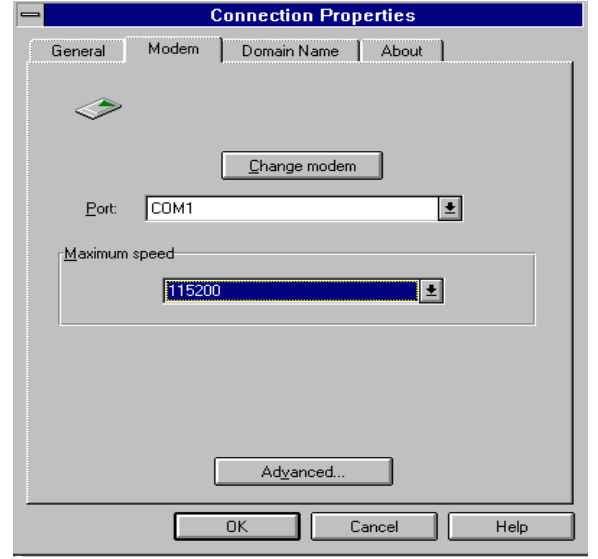 Connection Properties
General Modem Domain Name About
Change modem
Port: COM1
Maximum speed
115200
Advanced...
OK Cancel Help